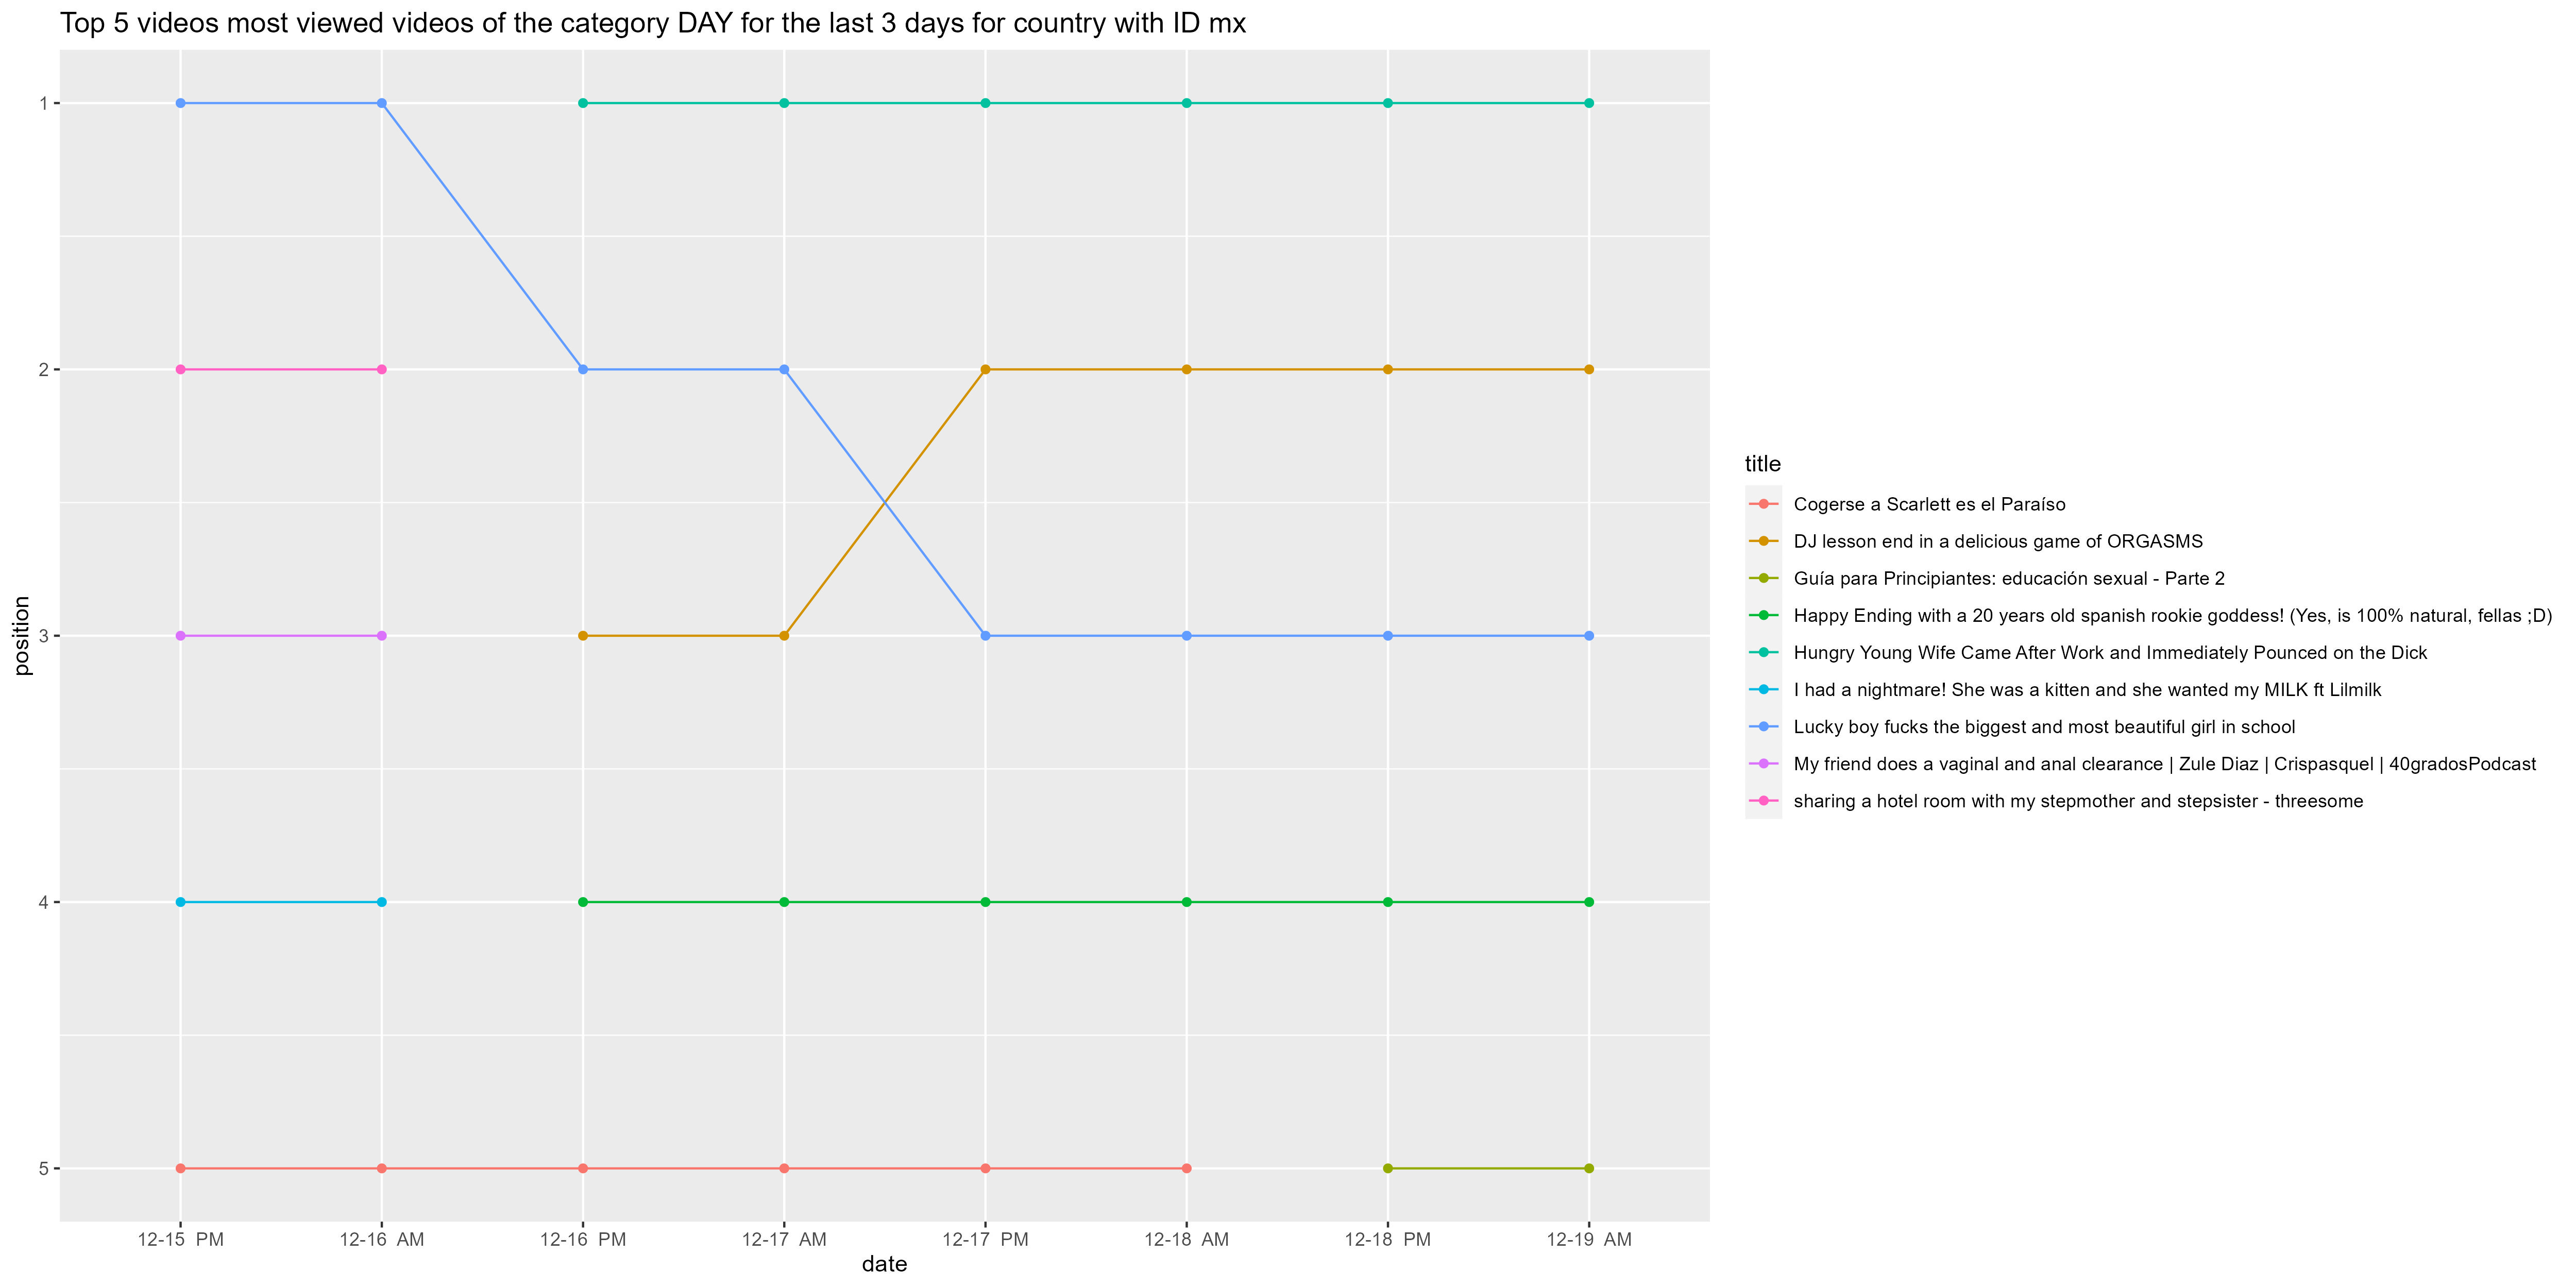 Top 5 videos most viewed videos of the category DAY for the last 3 days for country with ID mx
position
1
2
3
4
5
12-15 PM
12-16 AM
12-16 PM
12-17 AM
12-17 PM
12-18 AM
12-18 PM
12-19 AM
date
title
Cogerse a Scarlett es el Paraíso
DJ lesson end in a delicious game of ORGASMS
Guía para Principiantes: educación sexual - Parte 2
Happy Ending with a 20 years old spanish rookie goddess! (Yes, is 100% natural, fellas ;D)
Hungry Young Wife Came After Work and Immediately Pounced on the Dick
I had a nightmare! She was a kitten and she wanted my MILK ft Lilmilk
Lucky boy fucks the biggest and most beautiful girl in school
My friend does a vaginal and anal clearance | Zule Diaz | Crispasquel | 40gradosPodcast
sharing a hotel room with my stepmother and stepsister - threesome